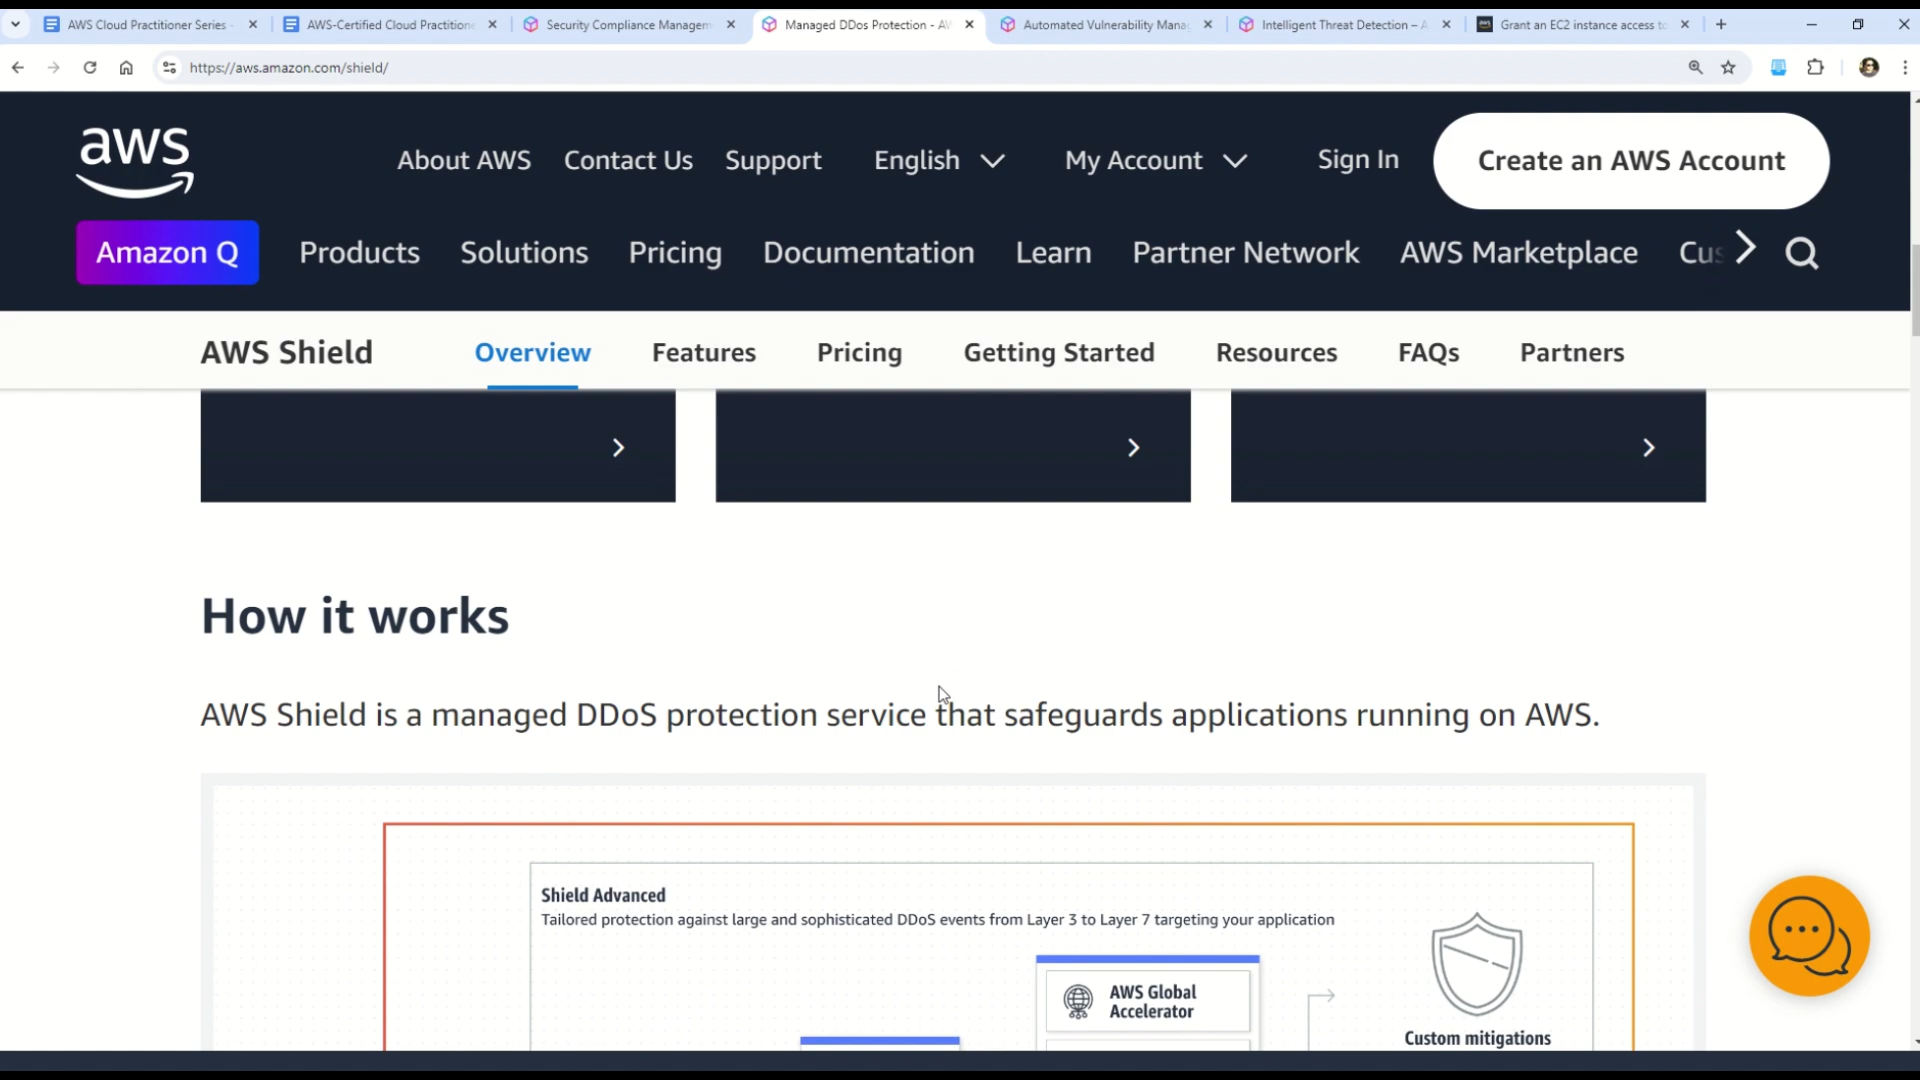 AWS Cloud Practitioner Series -
AWS-Certified Cloud Practitione
Security Compliance Managem
Managed DDos Protection - AW
Automated Vulnerability Manag
Intelligent Threat Detection – A
Grant an EC2 instance access to
https://aws.amazon.com/shield/
aws
About AWS
Contact Us
Support
English
My Account
Sign In
Create an AWS Account
Amazon Q
Products
Solutions
Pricing
Documentation
Learn
Partner Network
AWS Marketplace
Cus
AWS Shield
Overview
Features
Pricing
Getting Started
Resources
FAQs
Partners
How it works
AWS Shield is a managed DDoS protection service that safeguards applications running on AWS.
Shield Advanced
Tailored protection against large and sophisticated DDoS events from Layer 3 to Layer 7 targeting your application
AWS Global
Accelerator
Custom mitigations